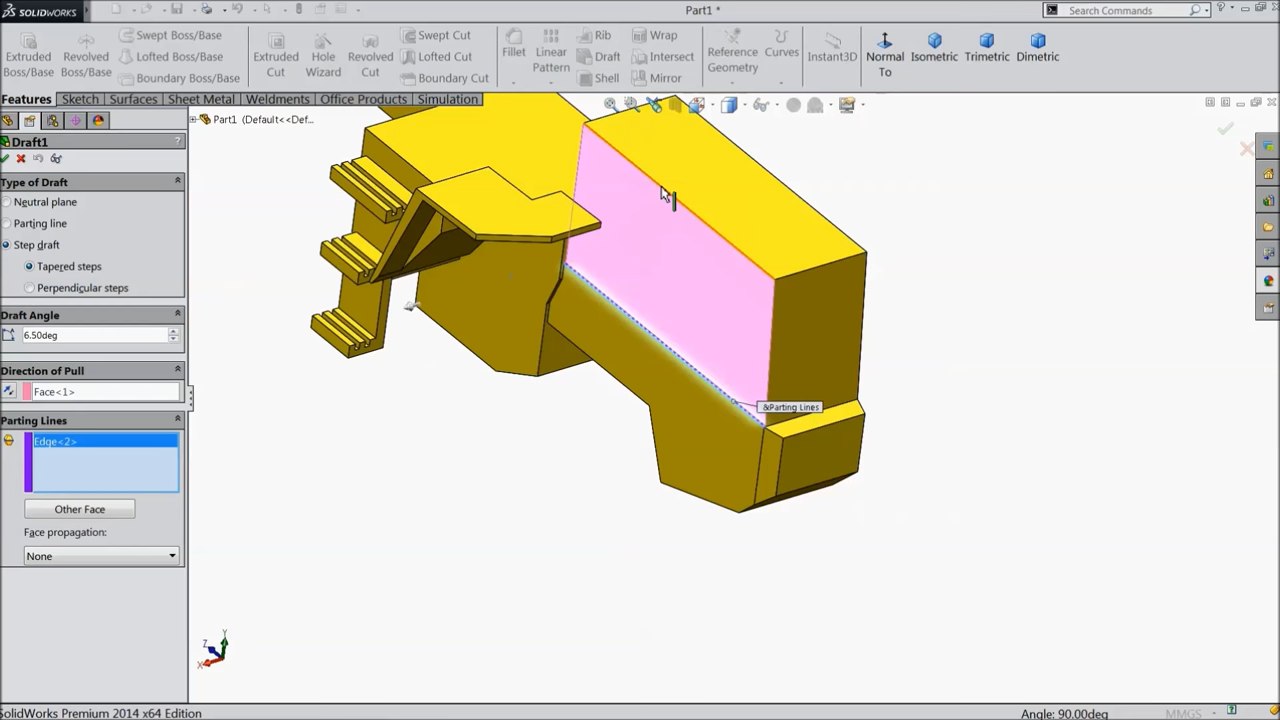 SOLIDWORKS
Part1 *
Search Commands
?
Extruded Boss/Base
Revolved Boss/Base
Swept Boss/Base
Lofted Boss/Base
Boundary Boss/Base
Extruded Cut
Hole Wizard
Revolved Cut
Swept Cut
Lofted Cut
Boundary Cut
Fillet
Linear Pattern
Rib
Draft
Shell
Wrap
Intersect
Mirror
Reference Geometry
Curves
Instant3D
Normal To
Isometric
Trimetric
Dimetric
Features
Sketch
Surfaces
Sheet Metal
Weldments
Office Products
Simulation
Part1 (Default<<Def...
Draft1
?
Type of Draft
Neutral plane
Parting line
Step draft
Tapered steps
Perpendicular steps
Draft Angle
6.50deg
Direction of Pull
Face<1>
Parting Lines
Edge<2>
Other Face
Face propagation:
None
&Parting Lines
Y
Z
X
SolidWorks Premium 2014 x64 Edition
Angle: 90.00deg
MMGS
?